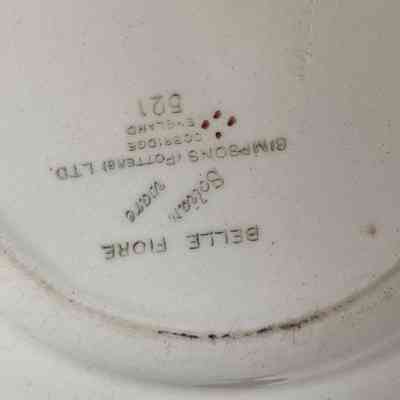 BELLE FIORE
Solian
ware
SIMPSONS (POTTERS) LTD.
COBRIDGE
ENGLAND
521